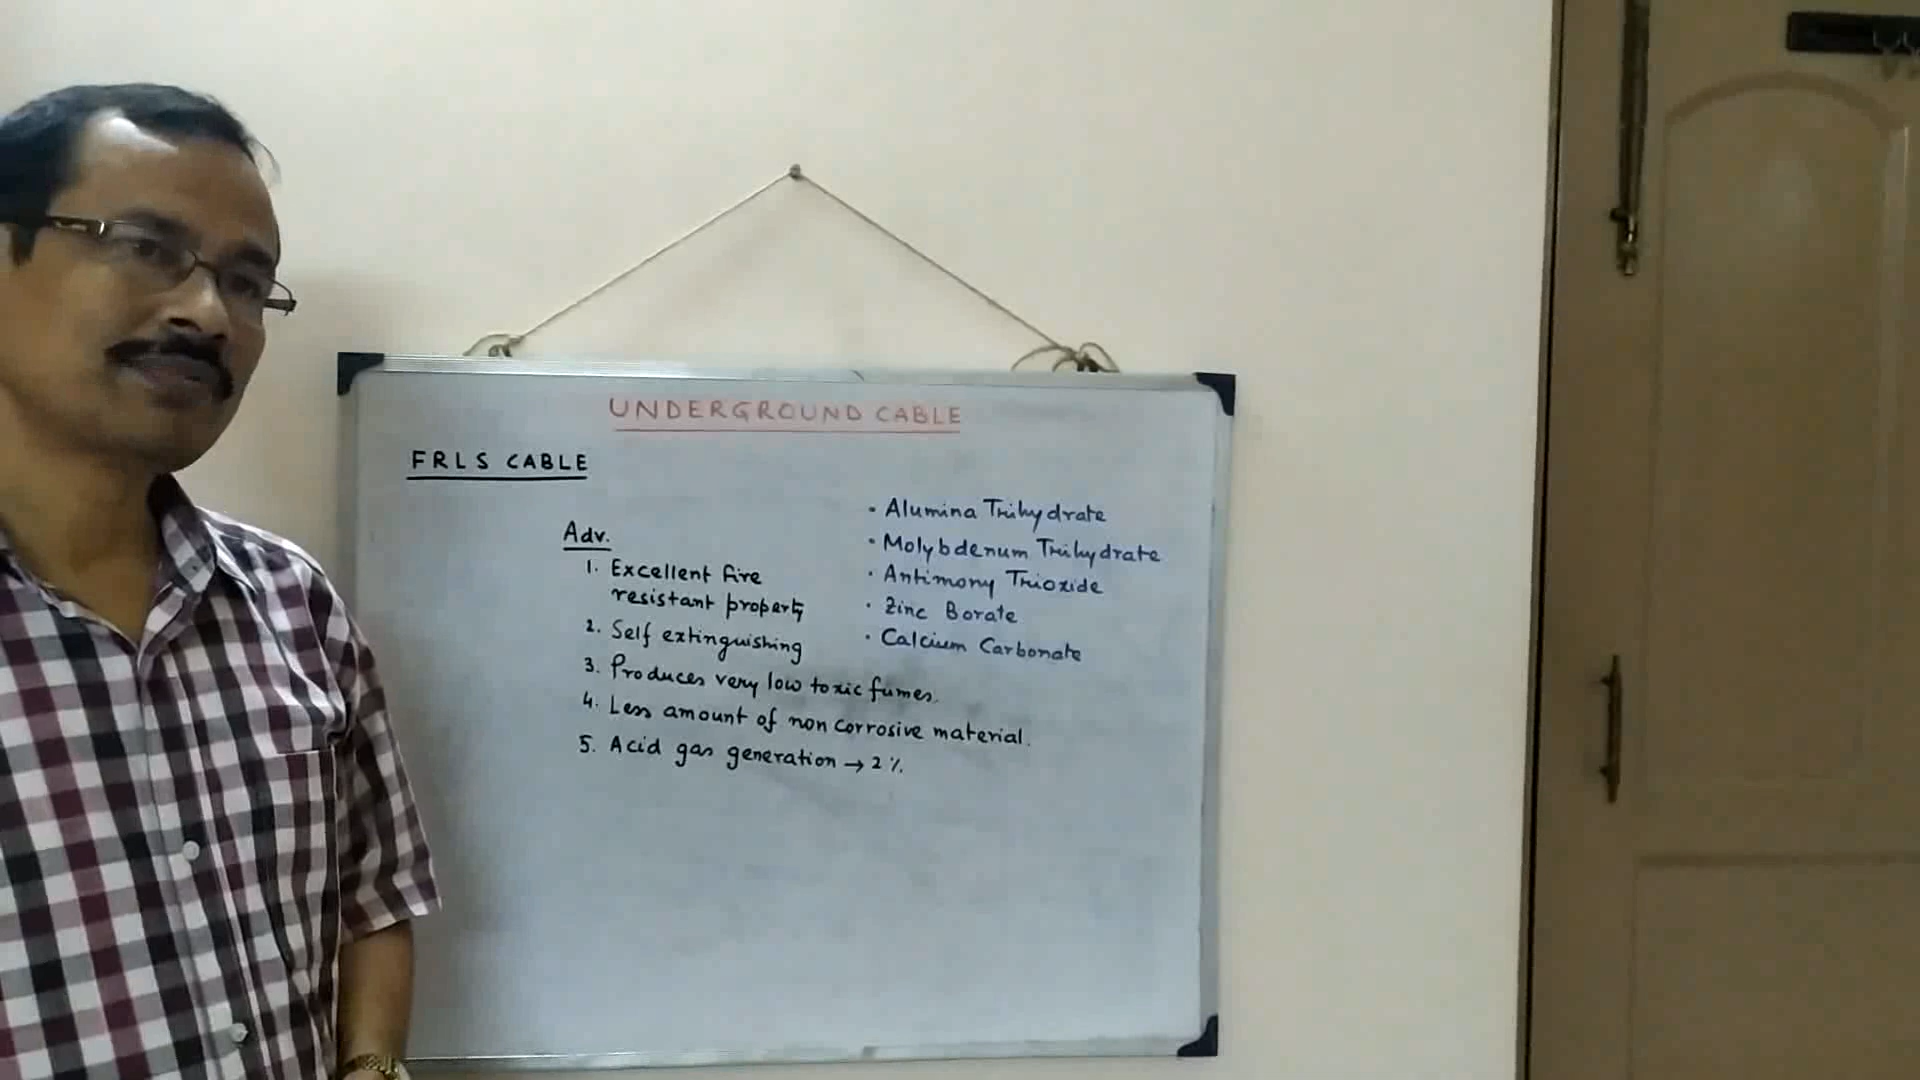 UNDERGROUND CABLE
FRLS CABLE
Adv.
1. Excellent fire
resistant property
2. Self extinguishing
3. Produces very low toxic fumes.
4. Less amount of non corrosive material.
5. Acid gas generation → 2%.
• Alumina Trihydrate
• Molybdenum Trihydrate
• Antimony Trioxide
• Zinc Borate
• Calcium Carbonate